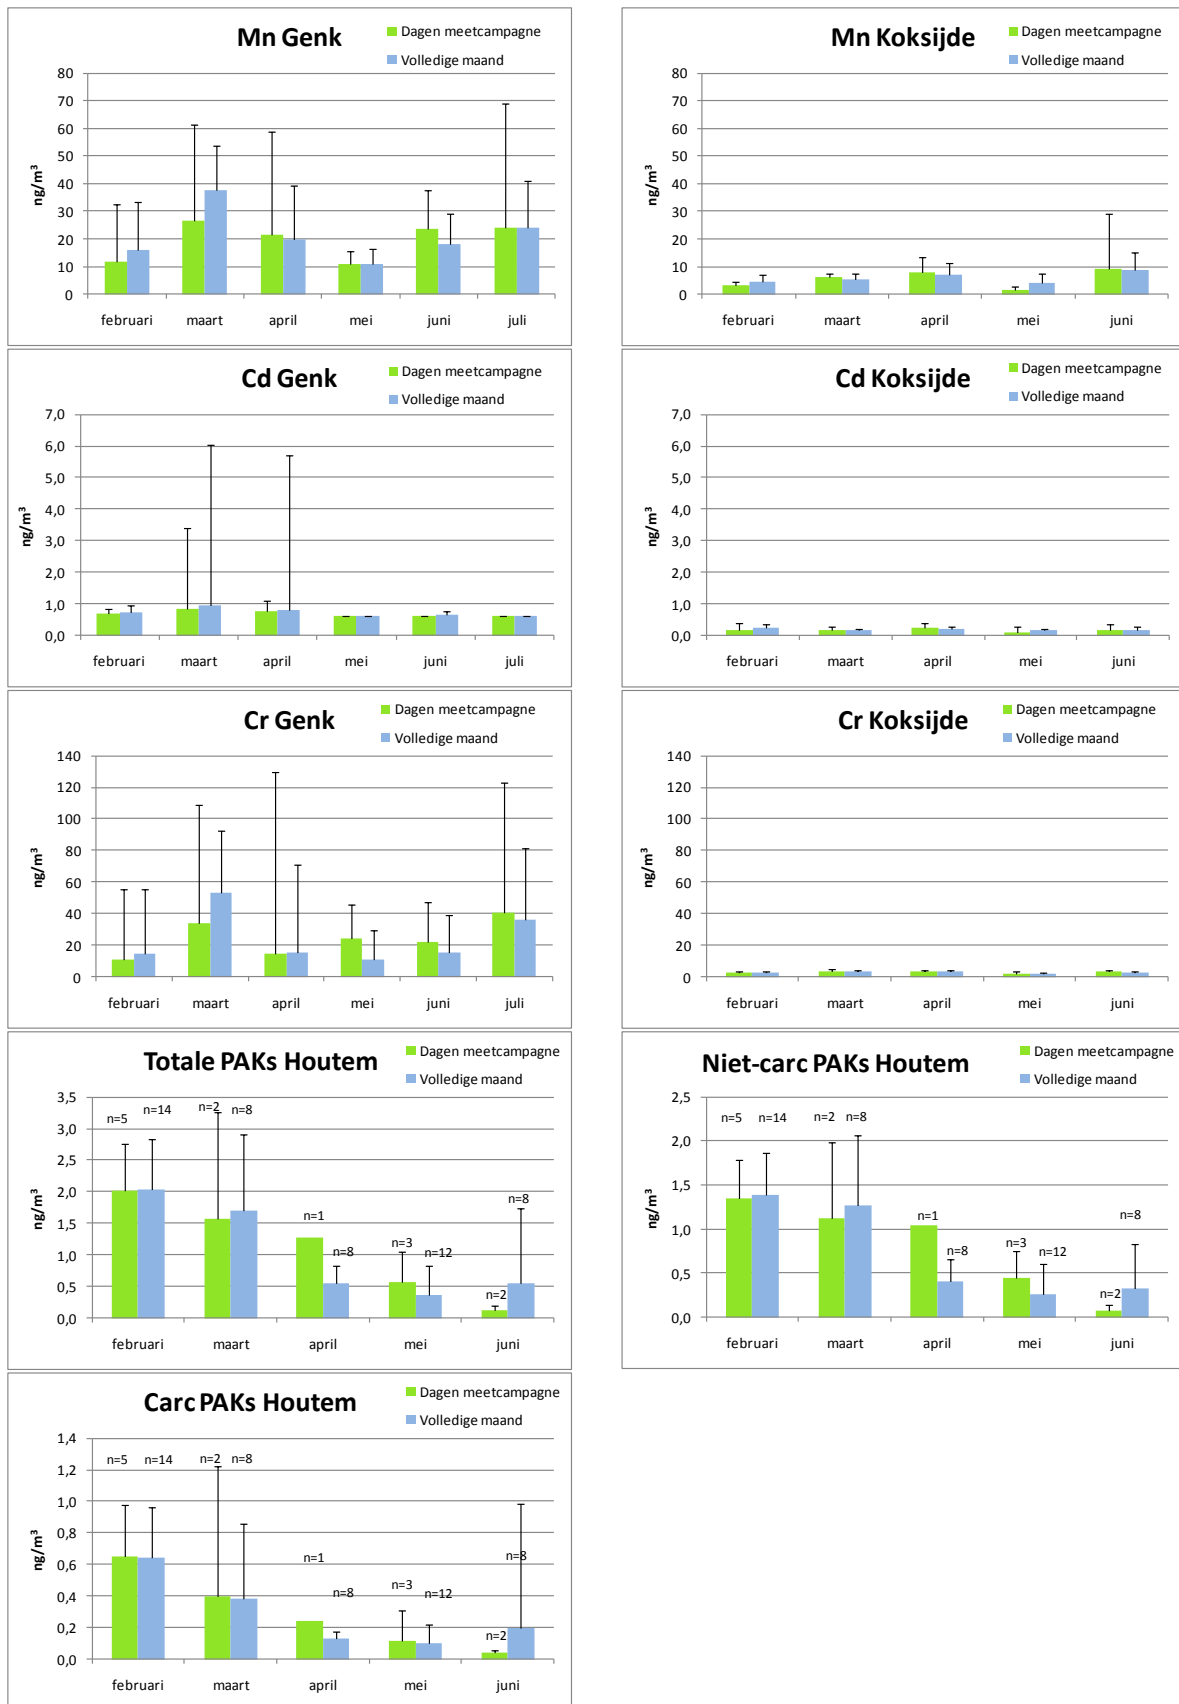 Mn Genk
Dagen meetcampagne
Volledige maand
ng/m³
80
70
60
50
40
30
20
10
0
februari maart april mei juni juli
Mn Koksijde
Dagen meetcampagne
Volledige maand
ng/m³
80
70
60
50
40
30
20
10
0
februari maart april mei juni
Cd Genk
Dagen meetcampagne
Volledige maand
ng/m³
7,0
6,0
5,0
4,0
3,0
2,0
1,0
0,0
februari maart april mei juni juli
Cd Koksijde
Dagen meetcampagne
Volledige maand
ng/m³
7,0
6,0
5,0
4,0
3,0
2,0
1,0
0,0
februari maart april mei juni
Cr Genk
Dagen meetcampagne
Volledige maand
ng/m³
140
120
100
80
60
40
20
0
februari maart april mei juni juli
Cr Koksijde
Dagen meetcampagne
Volledige maand
ng/m³
140
120
100
80
60
40
20
0
februari maart april mei juni
Totale PAKs Houtem
Dagen meetcampagne
Volledige maand
ng/m³
3,5
3,0
2,5
2,0
1,5
1,0
0,5
0,0
n=5 n=14 n=2 n=8
n=1 n=8 n=3 n=12 n=2 n=8
februari maart april mei juni
Niet-carc PAKs Houtem
Dagen meetcampagne
Volledige maand
ng/m³
2,5
2,0
1,5
1,0
0,5
0,0
n=5 n=14 n=2 n=8
n=1 n=8 n=3 n=12 n=2 n=8
februari maart april mei juni
Carc PAKs Houtem
Dagen meetcampagne
Volledige maand
ng/m³
1,4
1,2
1,0
0,8
0,6
0,4
0,2
0,0
n=5 n=14 n=2 n=8
n=1 n=8 n=3 n=12 n=2 n=8
februari maart april mei juni